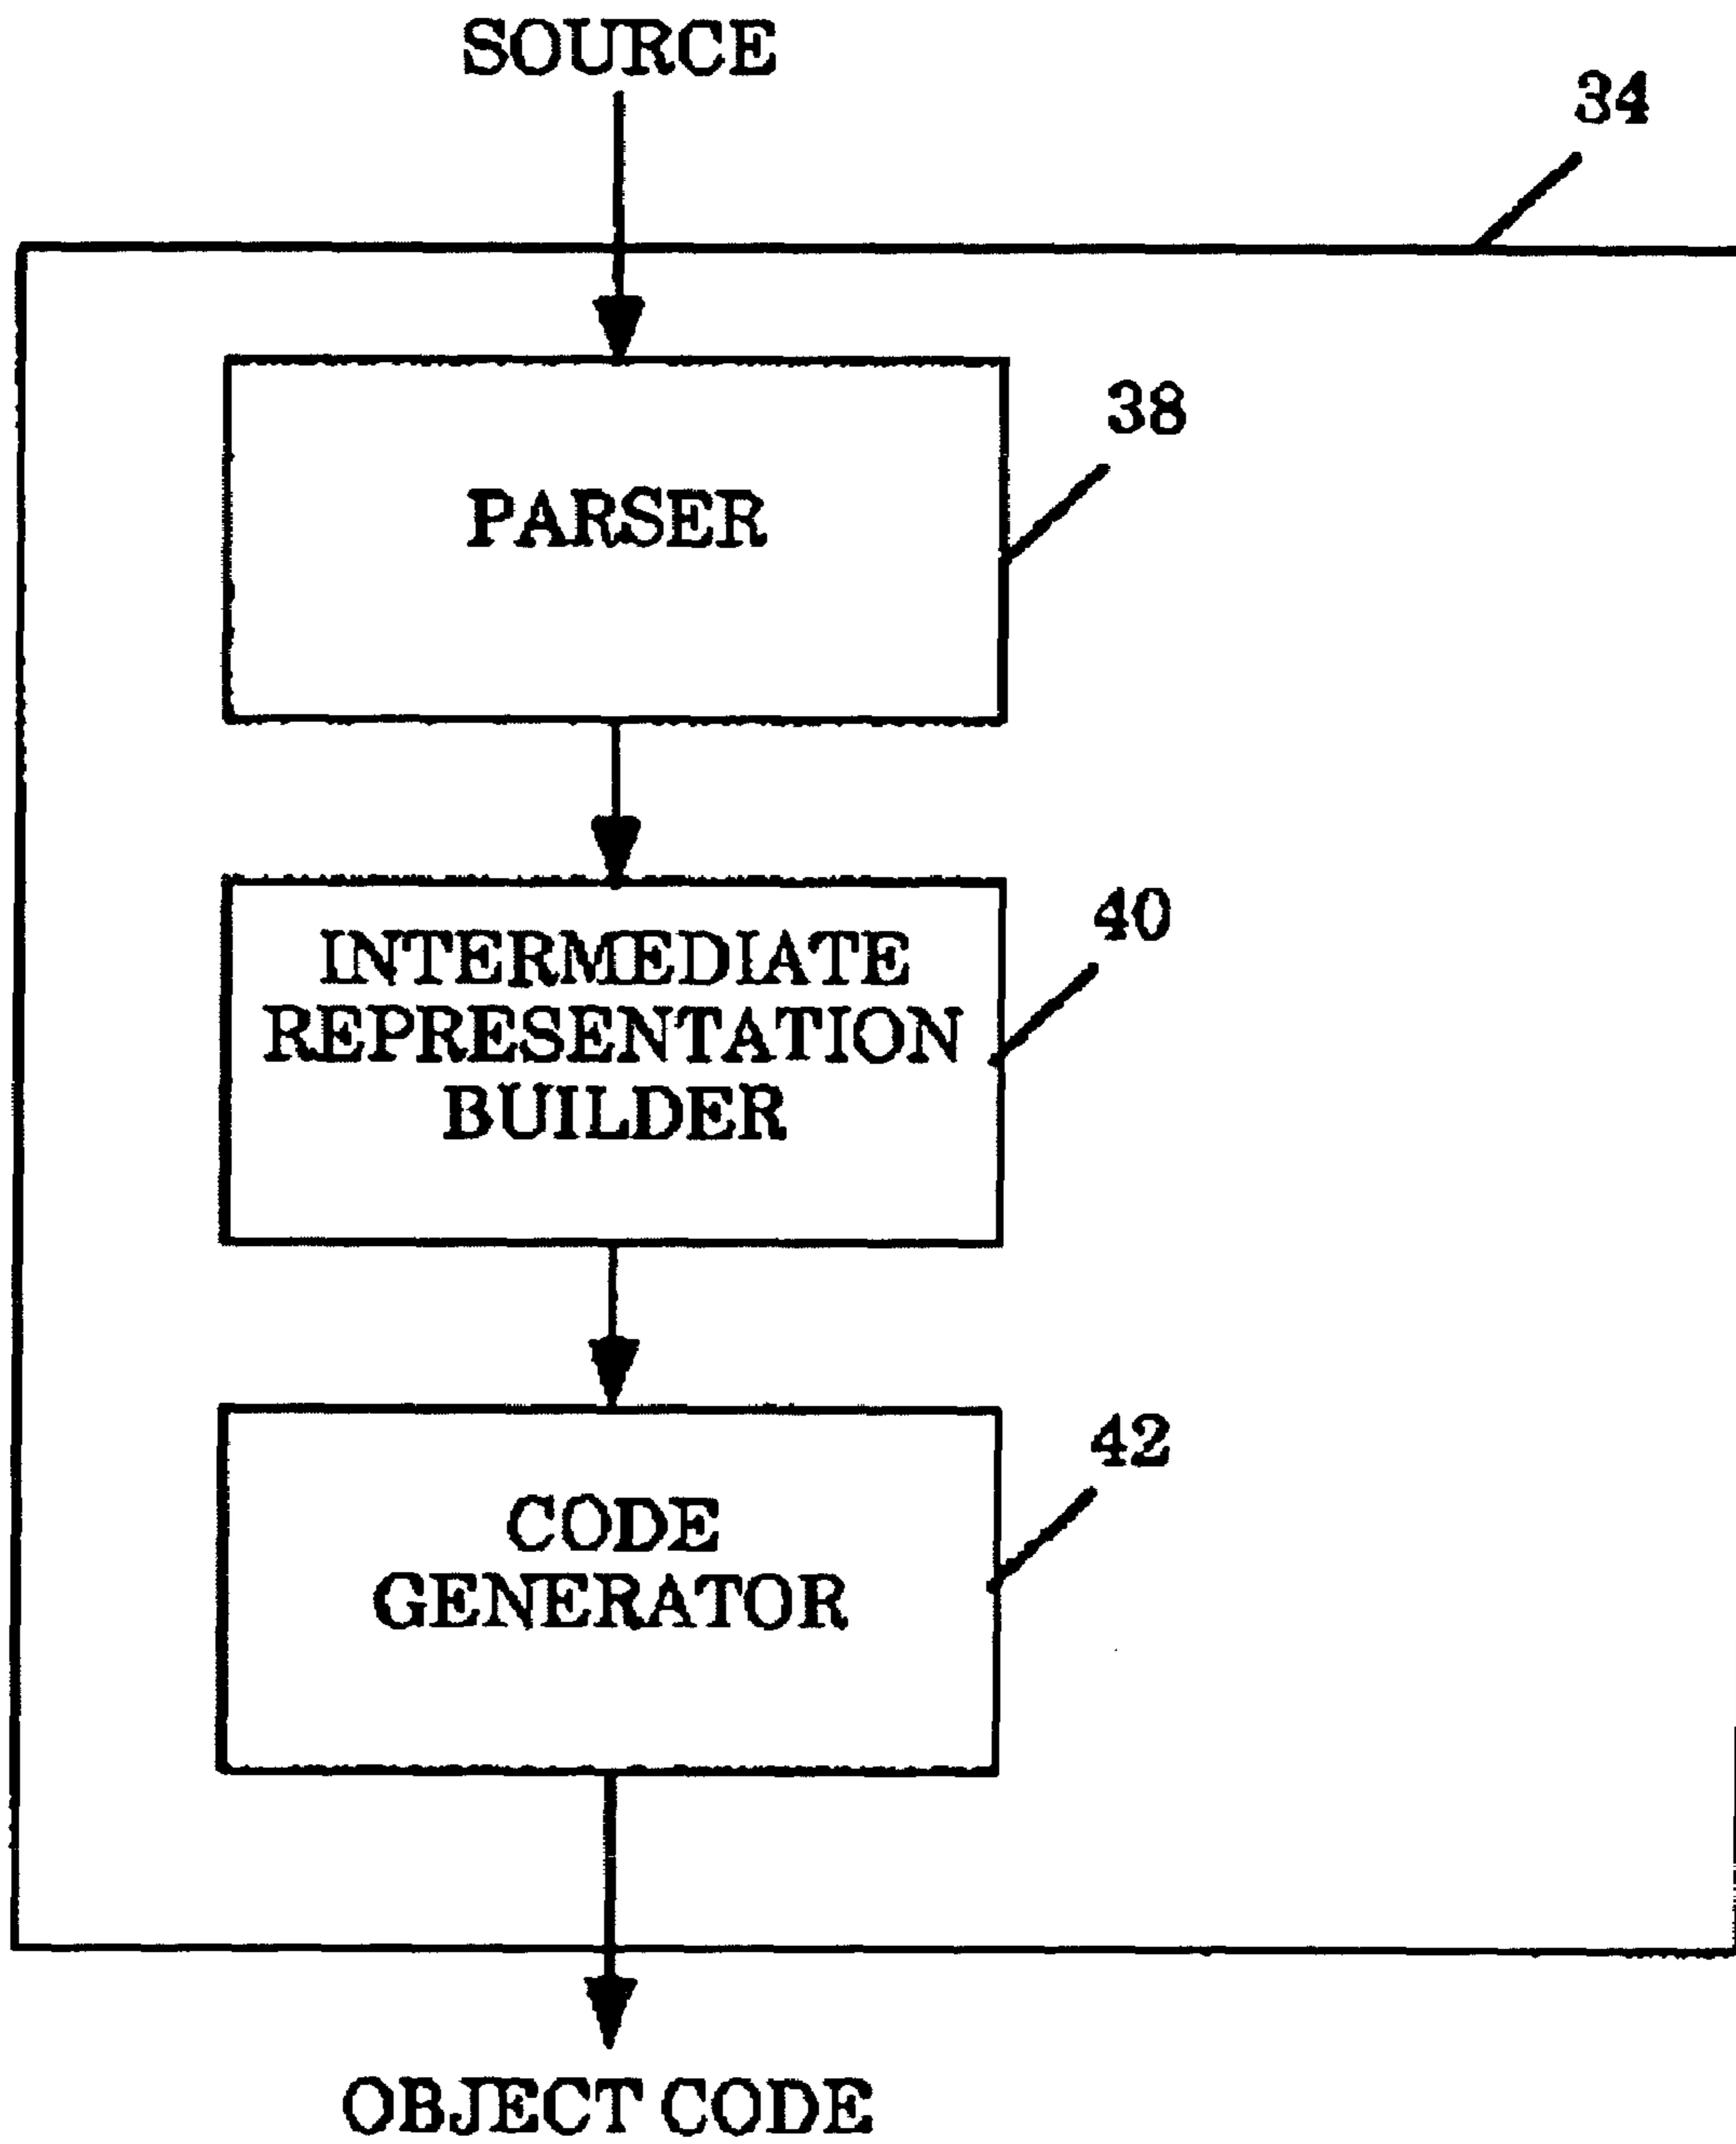 SOURCE
34
PARSER
38
INTERMEDIATE
REPRESENTATION
BUILDER
40
CODE
GENERATOR
42
OBJECT CODE